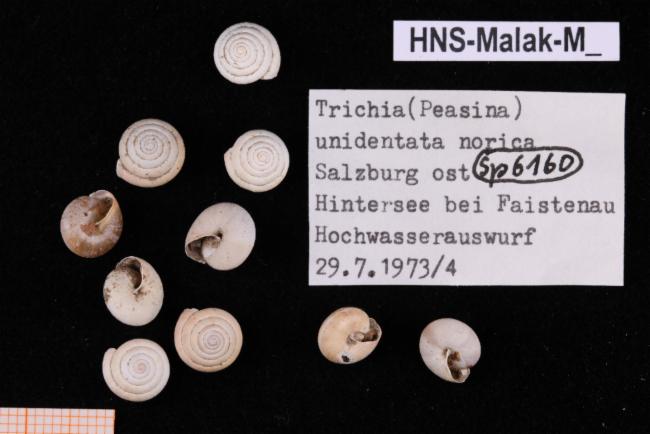 HNS-Malak-M_
Trichia(Peasina)
unidentata norica
Salzburg ost Sp6160
Hintersee bei Faistenau
Hochwasserauswurf
29.7.1973/4